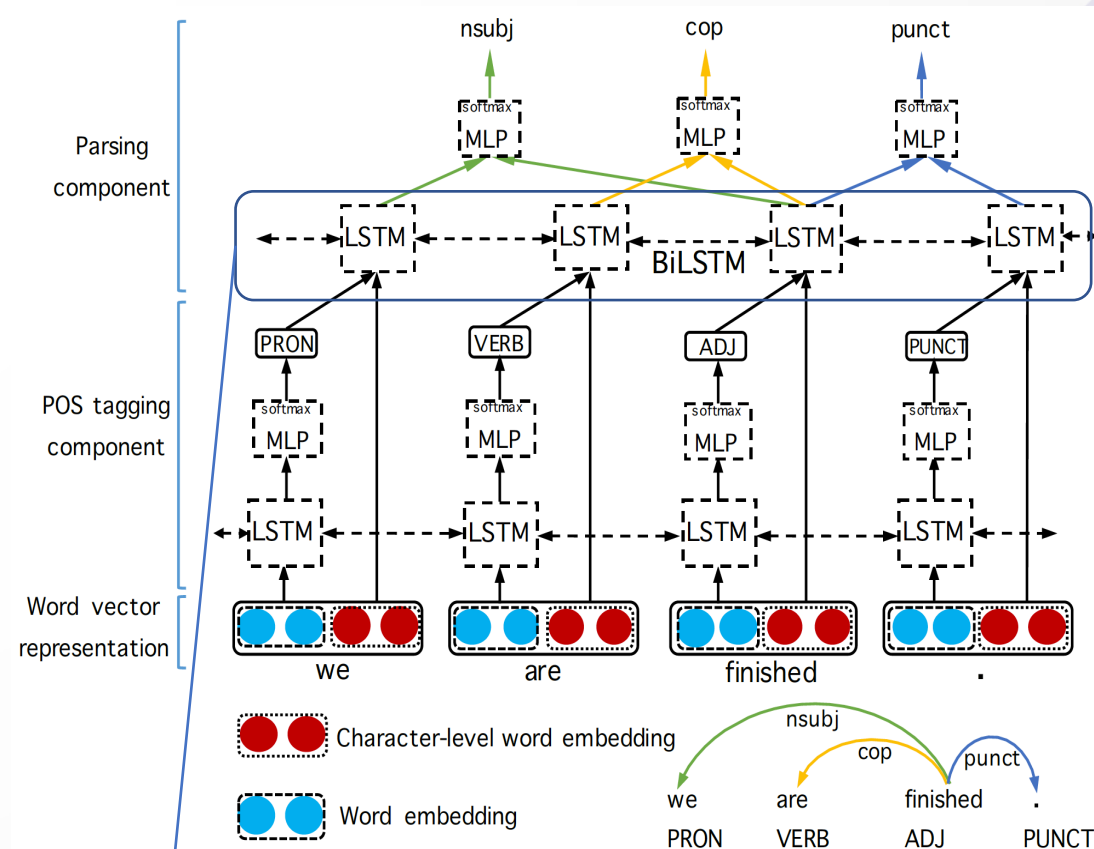 nsubj cop punct
softmax softmax softmax
MLP MLP MLP
Parsing
component
LSTM LSTM LSTM LSTM
BiLSTM
PRON VERB ADJ PUNCT
softmax softmax softmax softmax
MLP MLP MLP MLP
POS tagging
component
LSTM LSTM LSTM LSTM
Word vector
representation
we are finished .
Character-level word embedding
Word embedding
nsubj
cop punct
we are finished .
PRON VERB ADJ PUNCT